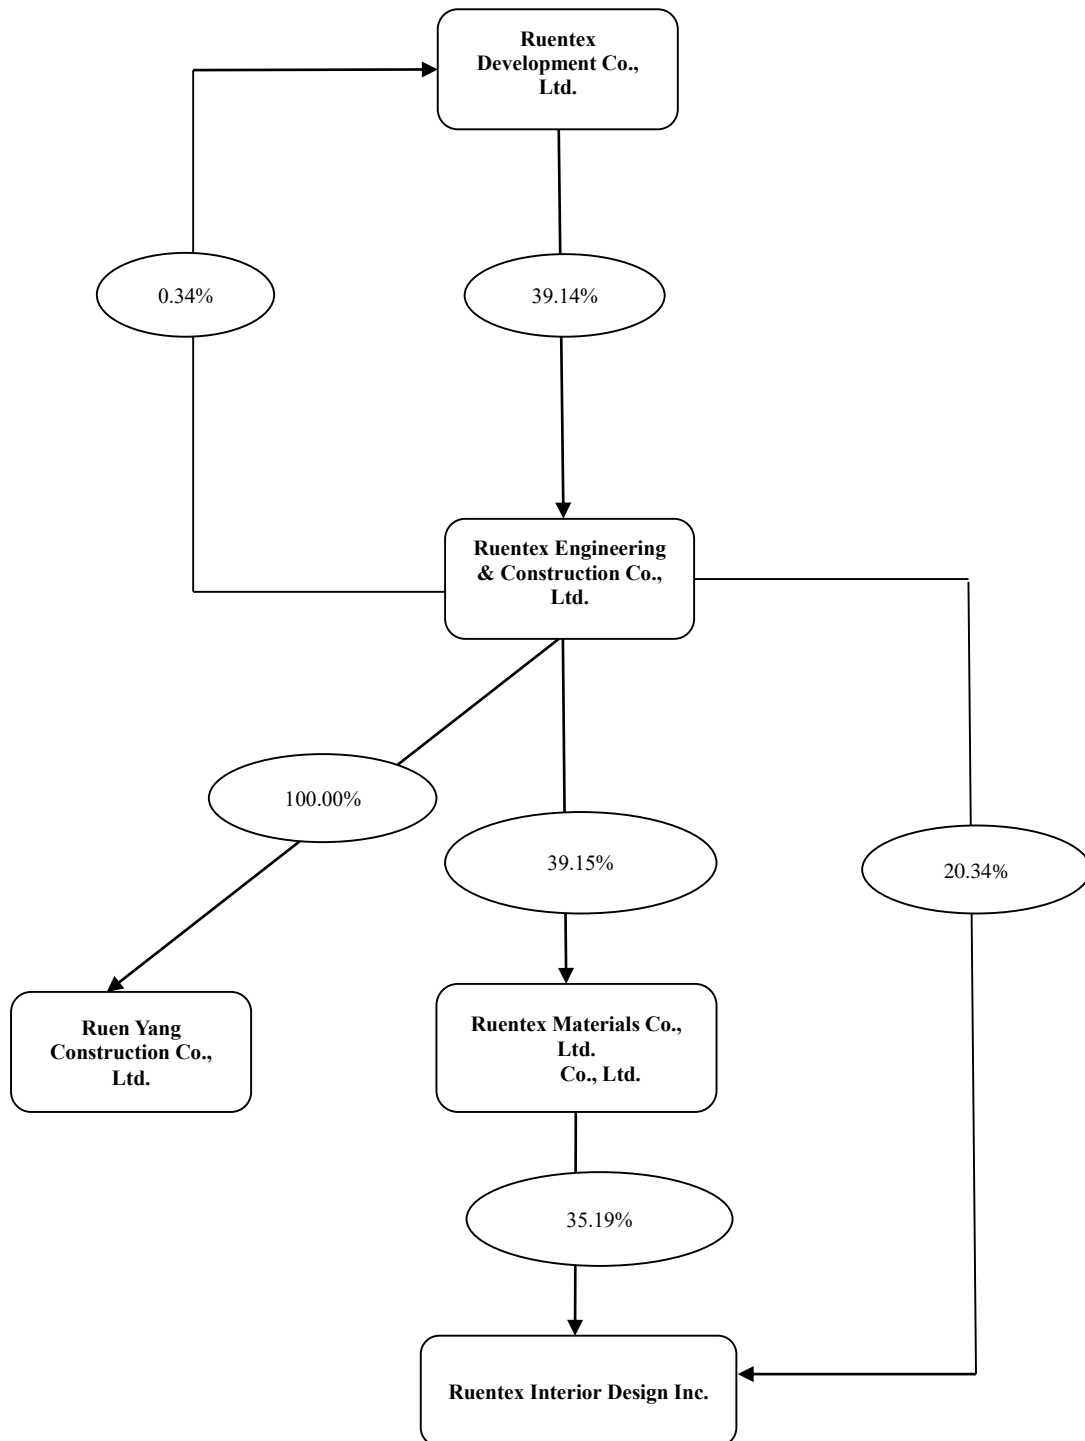 Ruentex
Development Co.,
Ltd.
0.34%
39.14%
Ruentex Engineering
& Construction Co.,
Ltd.
100.00%
39.15%
20.34%
Ruen Yang
Construction Co.,
Ltd.
Ruentex Materials Co.,
Ltd.
Co., Ltd.
35.19%
Ruentex Interior Design Inc.